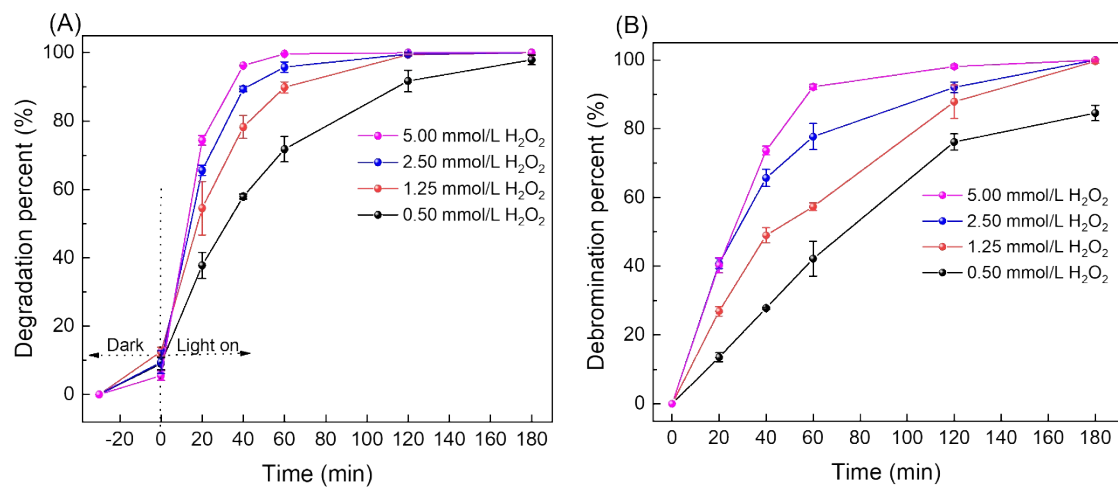 (A)
Degradation percent (%)
100
80
60
40
20
0
5.00 mmol/L H₂O₂
2.50 mmol/L H₂O₂
1.25 mmol/L H₂O₂
0.50 mmol/L H₂O₂
Dark
Light on
-20 0 20 40 60 80 100 120 140 160 180
Time (min)
(B)
Debromination percent (%)
100
80
60
40
20
0
5.00 mmol/L H₂O₂
2.50 mmol/L H₂O₂
1.25 mmol/L H₂O₂
0.50 mmol/L H₂O₂
0 20 40 60 80 100 120 140 160 180
Time (min)